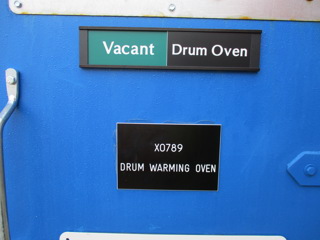 Vacant Drum Oven
X0789
DRUM WARMING OVEN